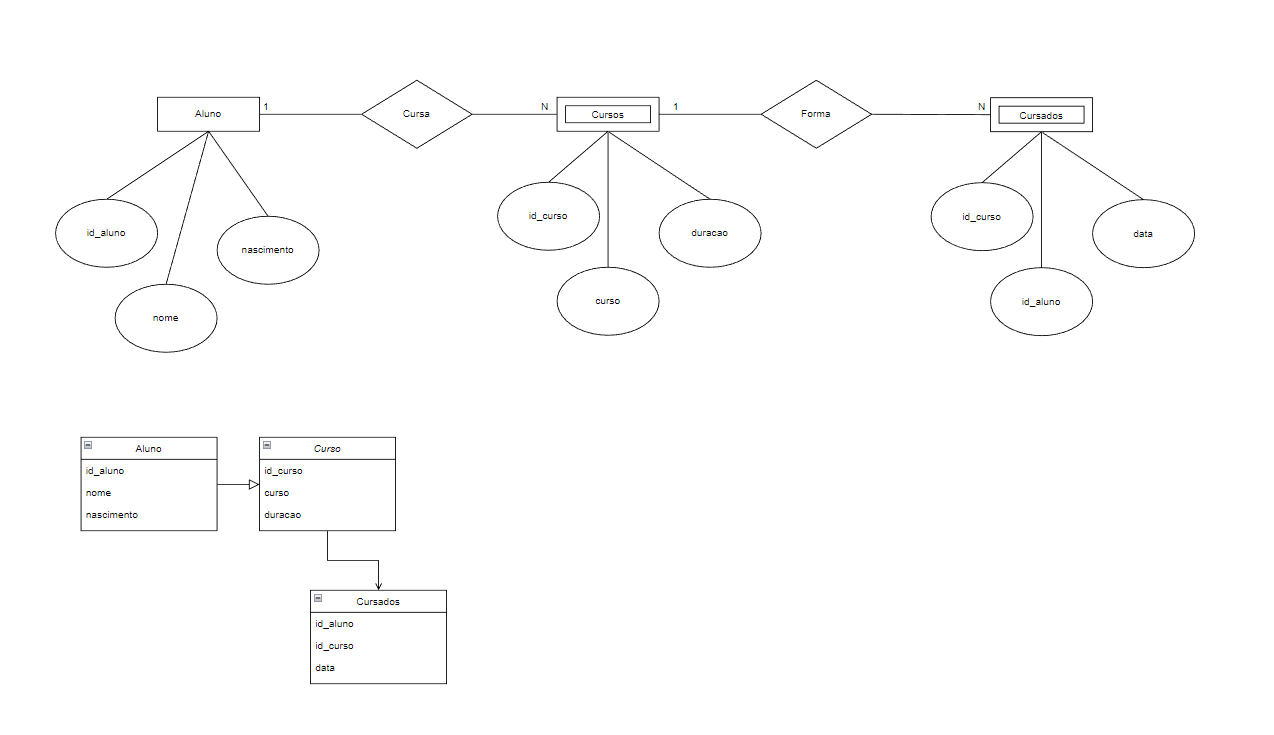 Aluno
1
Cursa
N
Cursos
1
Forma
N
Cursados
id_aluno
nome
nascimento
id_curso
curso
duracao
id_curso
id_aluno
data
Aluno
id_aluno
nome
nascimento
Curso
id_curso
curso
duracao
Cursados
id_aluno
id_curso
data